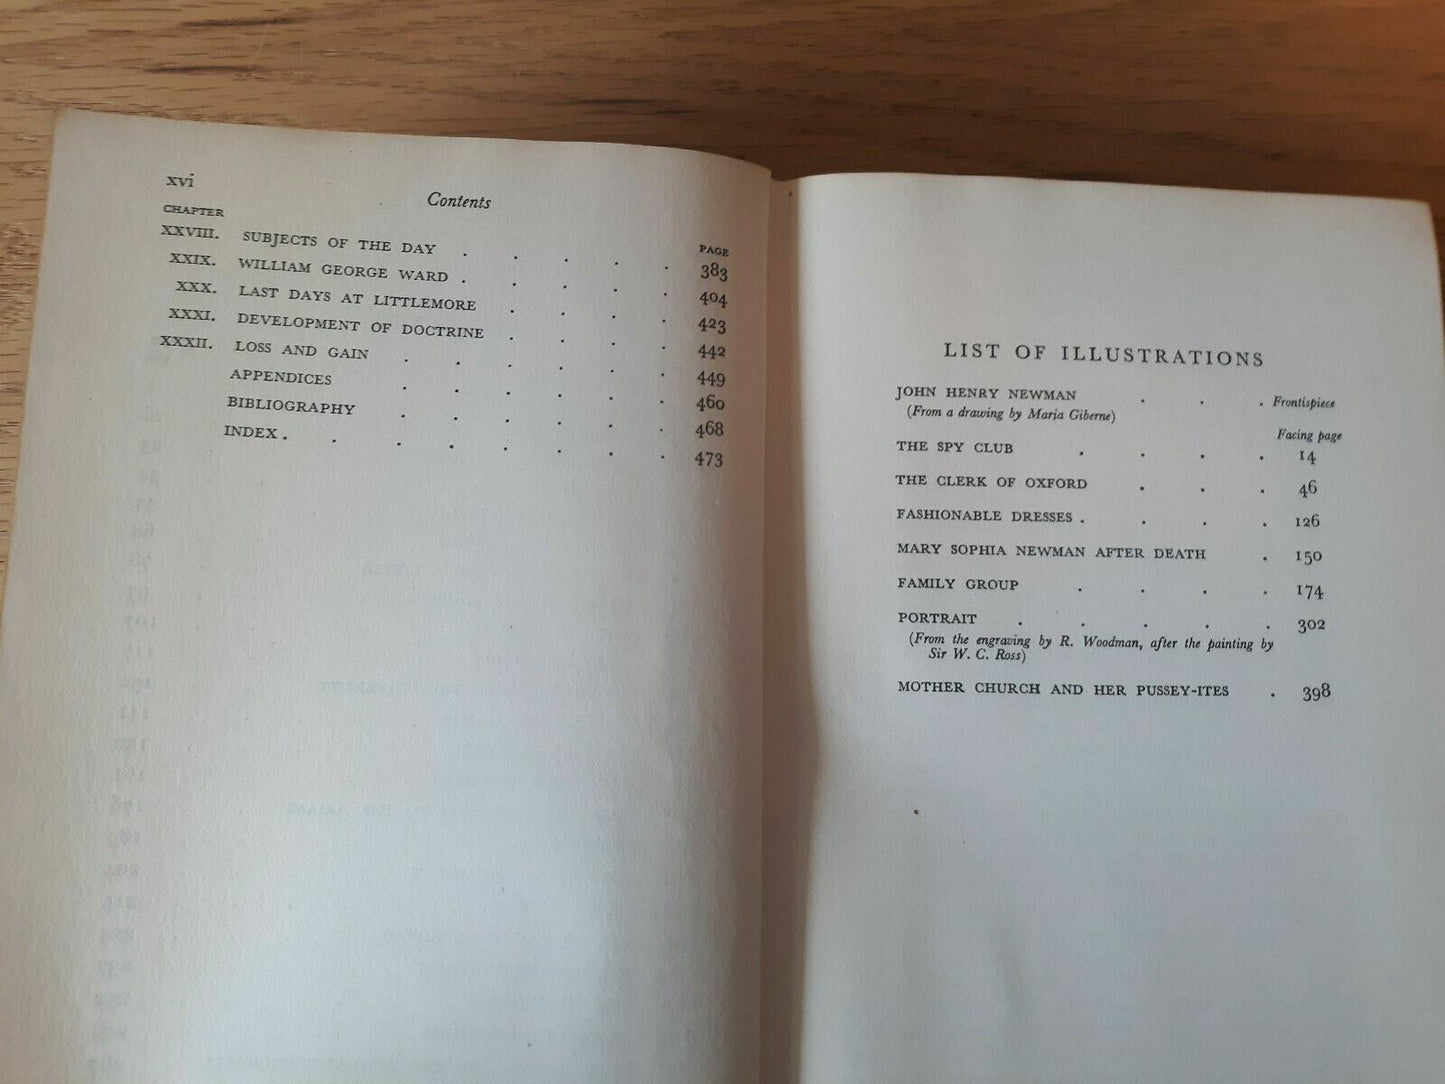 xvi
Contents
CHAPTER PAGE
XXVIII. SUBJECTS OF THE DAY . . . . . 383
XXIX. WILLIAM GEORGE WARD . . . . . 404
XXX. LAST DAYS AT LITTLEMORE . . . . 423
XXXI. DEVELOPMENT OF DOCTRINE . . . . 442
XXXII. LOSS AND GAIN . . . . . . 449
APPENDICES . . . . . . 460
BIBLIOGRAPHY . . . . . . 468
INDEX . . . . . . . . 473
LIST OF ILLUSTRATIONS
JOHN HENRY NEWMAN . . . Frontispiece
(From a drawing by Maria Giberne)
Facing page
THE SPY CLUB . . . . 14
THE CLERK OF OXFORD . . . 46
FASHIONABLE DRESSES . . . . 126
MARY SOPHIA NEWMAN AFTER DEATH . 150
FAMILY GROUP . . . . 174
PORTRAIT . . . . . 302
(From the engraving by R. Woodman, after the painting by
Sir W. C. Ross)
MOTHER CHURCH AND HER PUSSEY-ITES . 398